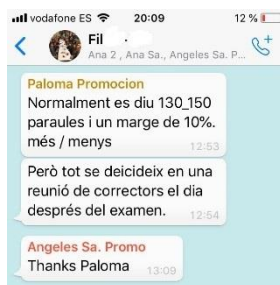 vodafone ES 20:09 12 %
Fil .
Ana 2 , Ana Sa., Angeles Sa. P...
Paloma Promocion
Normalment es diu 130_150
paraules i un marge de 10%.
més / menys
12:53
Però tot se deicideix en una
reunió de correctors el dia
després del examen.
12:54
Angeles Sa. Promo
Thanks Paloma
13:09